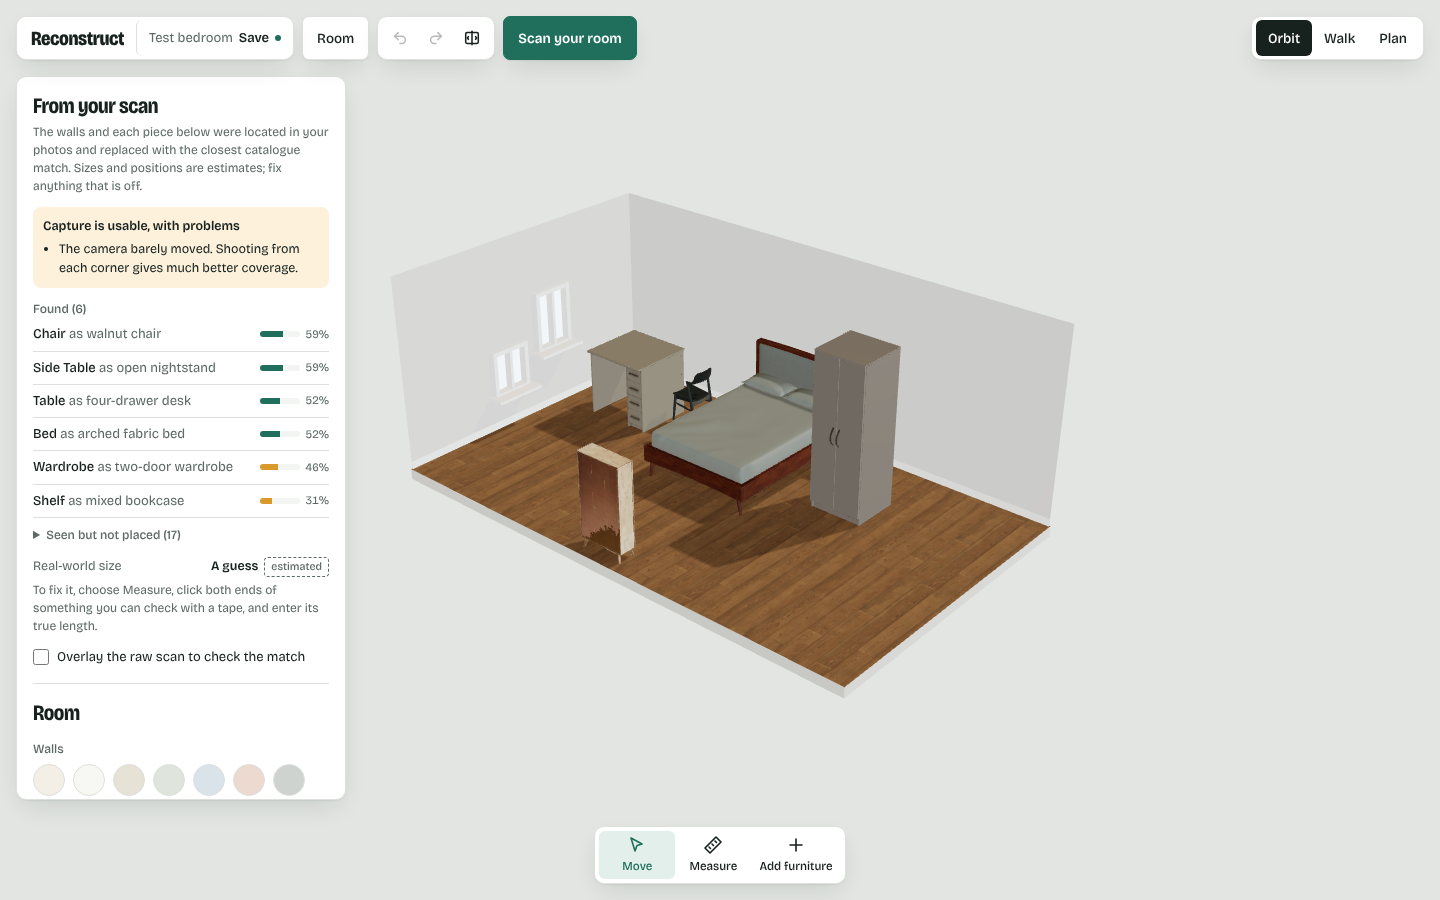 Reconstruct
Test bedroom Save
Room
Scan your room
Orbit
Walk
Plan
From your scan
The walls and each piece below were located in your
photos and replaced with the closest catalogue
match. Sizes and positions are estimates; fix
anything that is off.
Capture is usable, with problems
• The camera barely moved. Shooting from
each corner gives much better coverage.
Found (6)
Chair as walnut chair 59%
Side Table as open nightstand 59%
Table as four-drawer desk 52%
Bed as arched fabric bed 52%
Wardrobe as two-door wardrobe 46%
Shelf as mixed bookcase 31%
Seen but not placed (17)
Real-world size A guess estimated
To fix it, choose Measure, click both ends of
something you can check with a tape, and enter its
true length.
Overlay the raw scan to check the match
Room
Walls
Move
Measure
Add furniture